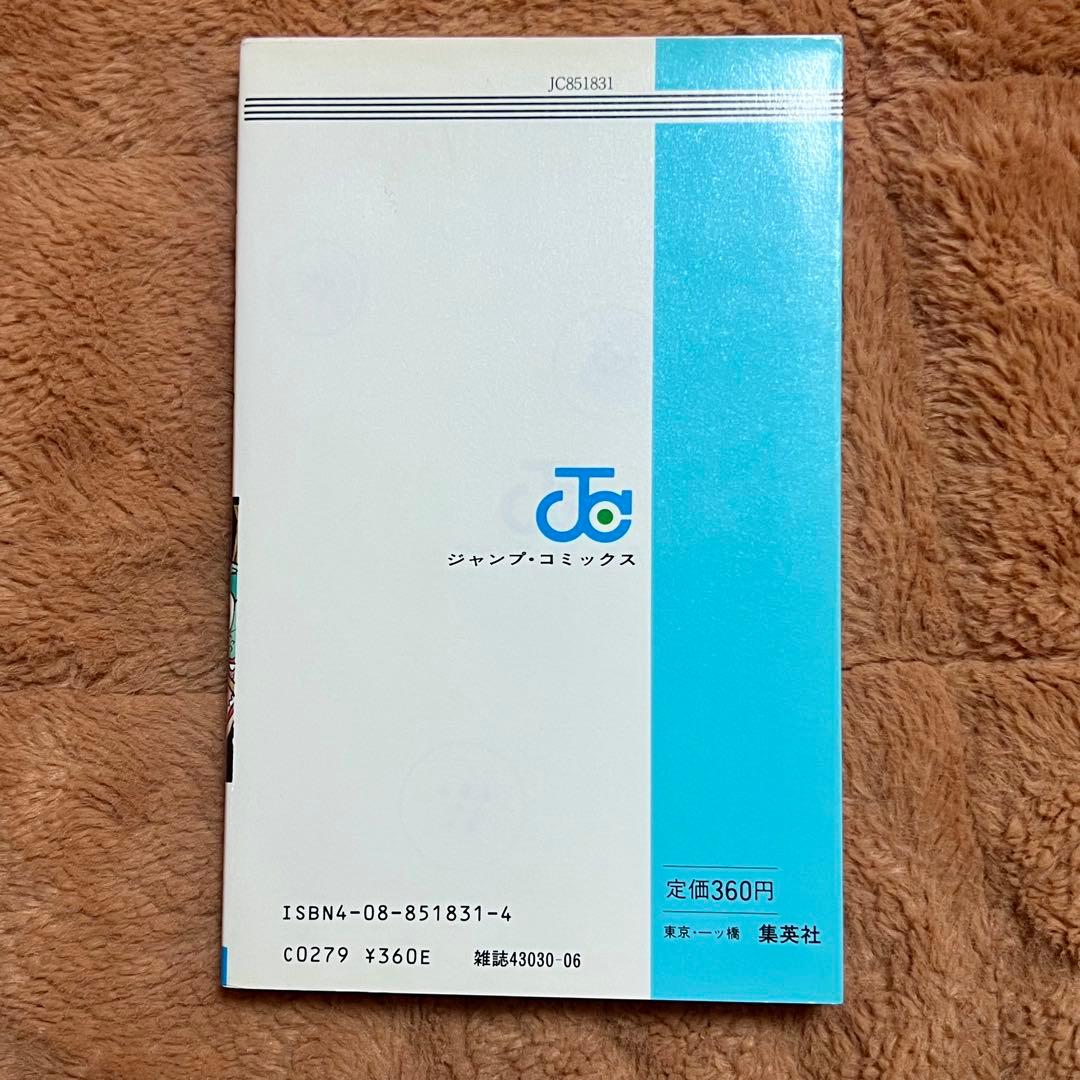 JC851831
JC
ジャンプ・コミックス
ISBN4-08-851831-4
C0279 ¥360E 雑誌43030-06
定価360円
東京・一ッ橋 集英社